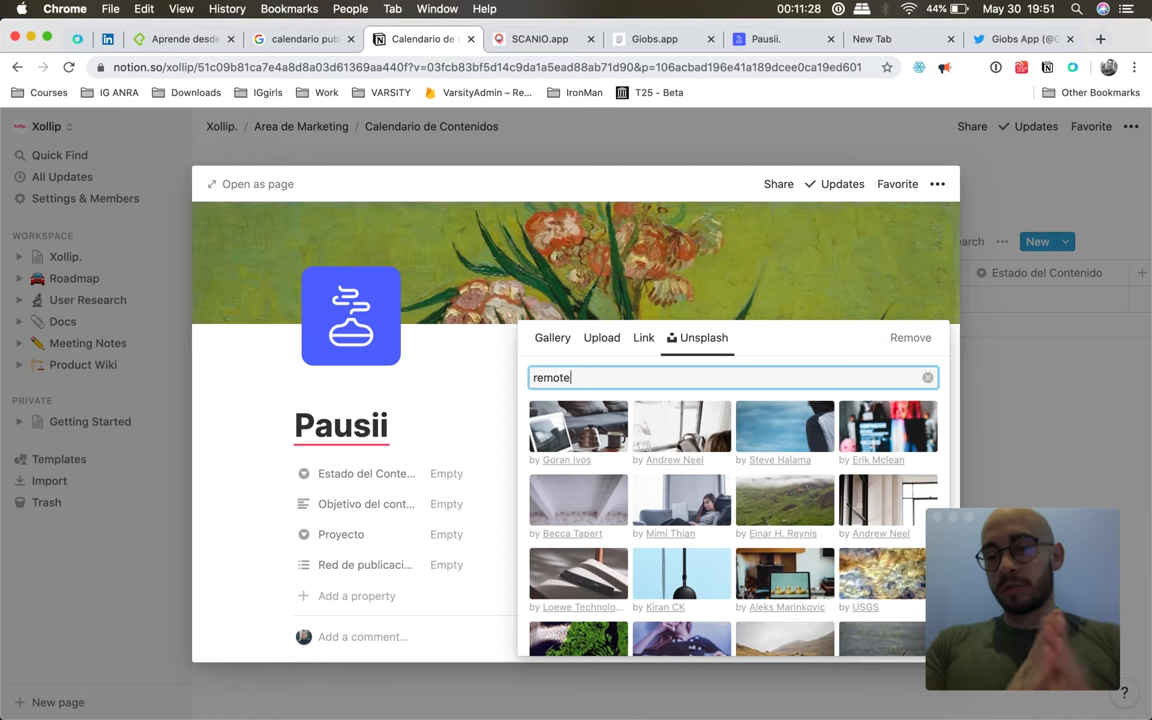 Chrome File Edit View History Bookmarks People Tab Window Help 00:11:28 44% May 30 19:51
Aprende desd Calendario pub Calendario de C SCANIO.app Giobs.app Pausii. New Tab Giobs App (@G
notion.so/xollip/51c09b81ca7e4a8d8a03d61369aa440f?v=03fcb83bf5d14c9da1a5ead88ab71d90&p=106acbad196e41a189dcee0ca19ed601
Courses IG ANRA Downloads IGgirls Work VARSITY VarsityAdmin – Re... IronMan T25 - Beta Other Bookmarks
Xollip
Xollip. / Area de Marketing / Calendario de Contenidos
Share Updates Favorite
Quick Find
All Updates
Settings & Members
WORKSPACE
Xollip.
Roadmap
User Research
Docs
Meeting Notes
Product Wiki
PRIVATE
Getting Started
Templates
Import
Trash
New page
earch New
Estado del Contenido
Open as page
Share Updates Favorite
Pausii
Estado del Conte... Empty
Objetivo del cont... Empty
Proyecto Empty
Red de publicaci... Empty
Add a property
Add a comment...
Gallery Upload Link Unsplash Remove
remote
by Goran Ivos by Andrew Neel by Steve Halama by Erik Mclean
by Becca Tapert by Mimi Thian by Einar H. Reynis by Andrew Neel
by Loewe Technolo... by Kiran CK by Aleks Marinkovic by USGS
?